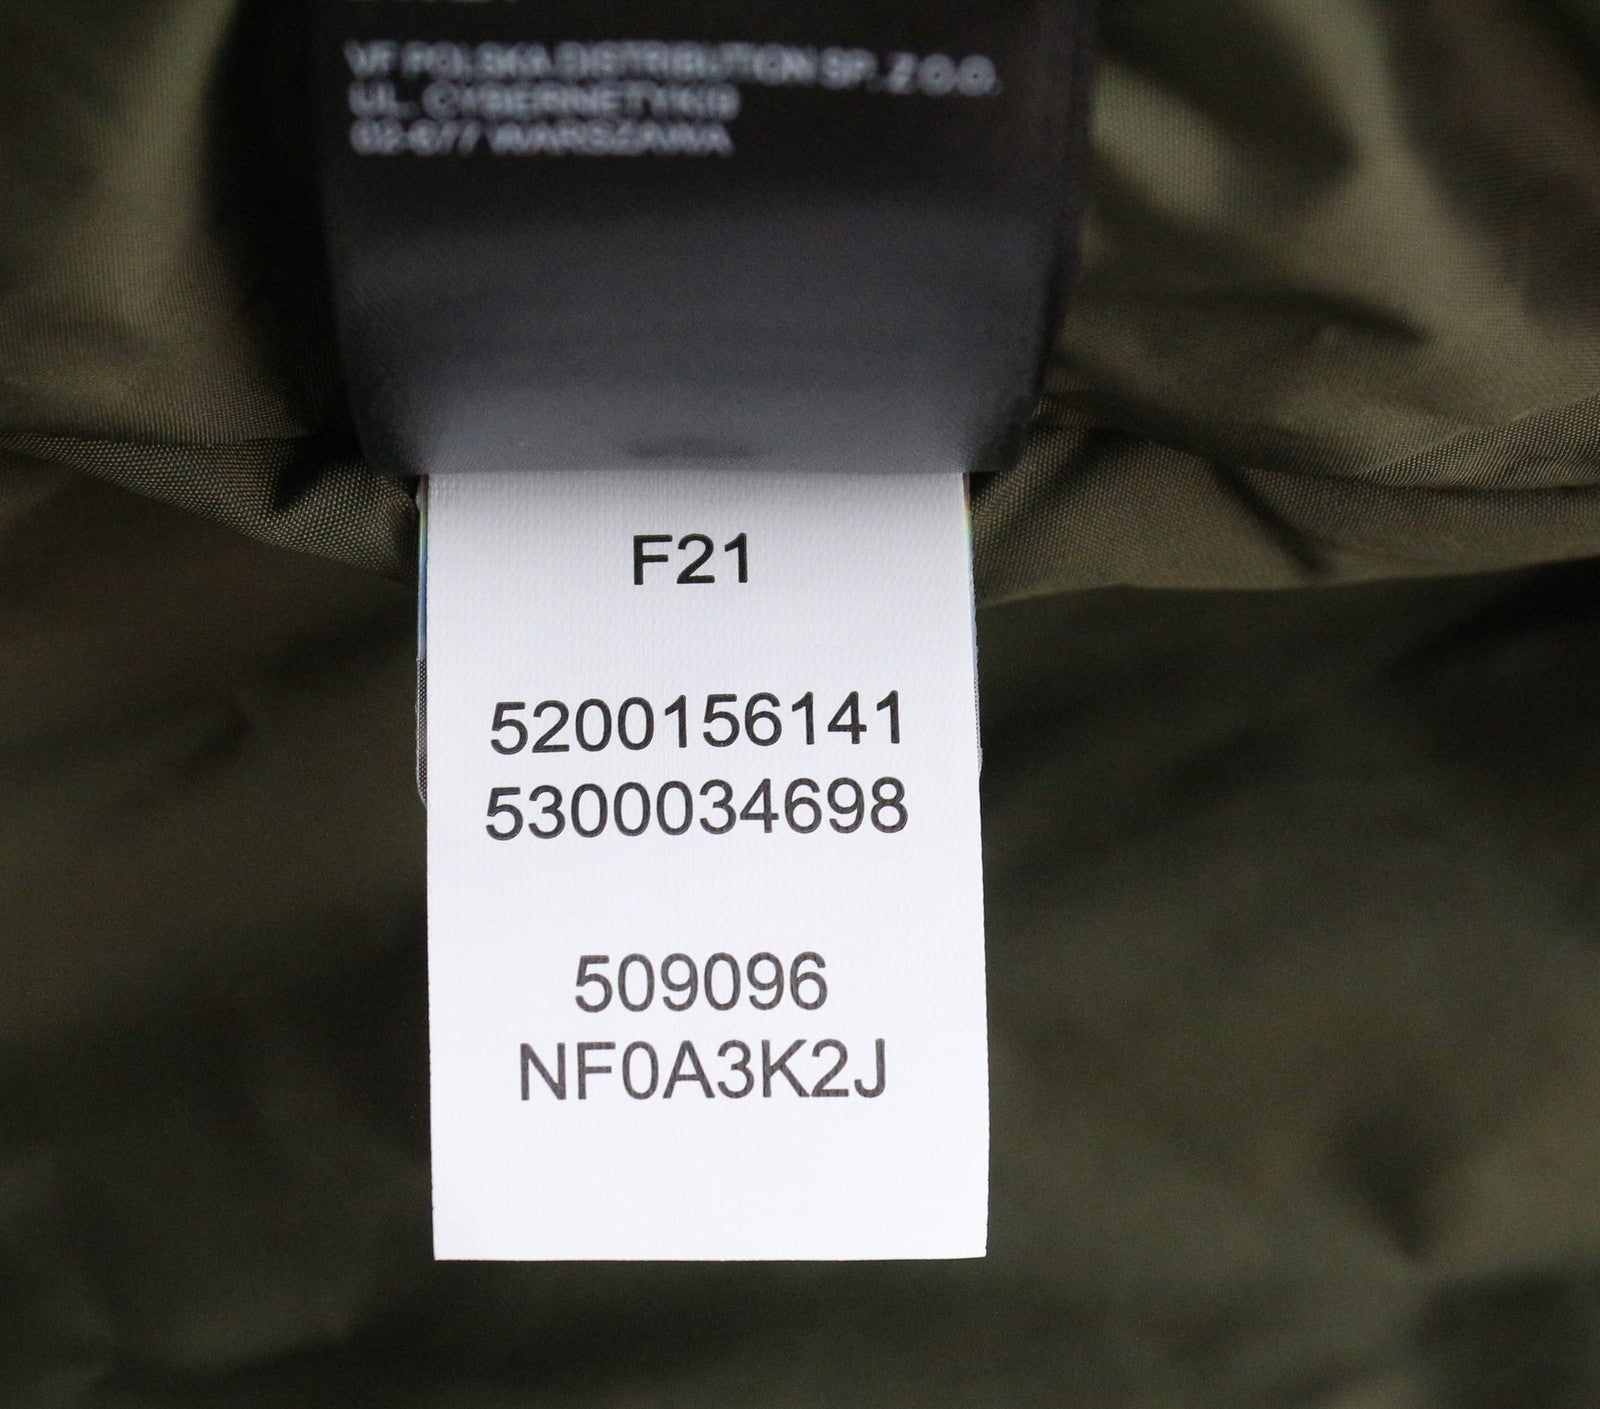 VF POLSKA DISTRIBUTION SP. Z O.O.
UL. CYBERNETYKI 9
02-677 WARSZAWA
F21
5200156141
5300034698
509096
NF0A3K2J